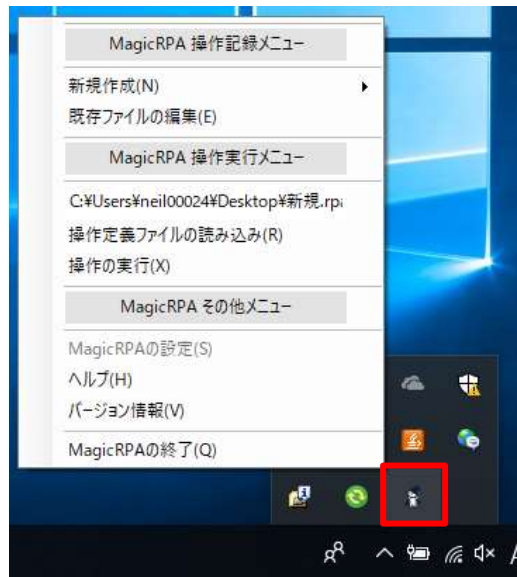 MagicRPA 操作記録メニュー
新規作成(N)
既存ファイルの編集(E)
MagicRPA 操作実行メニュー
C:¥Users¥neil00024¥Desktop¥新規.rp
操作定義ファイルの読み込み(R)
操作の実行(X)
MagicRPA その他メニュー
MagicRPAの設定(S)
ヘルプ(H)
バージョン情報(V)
MagicRPAの終了(Q)